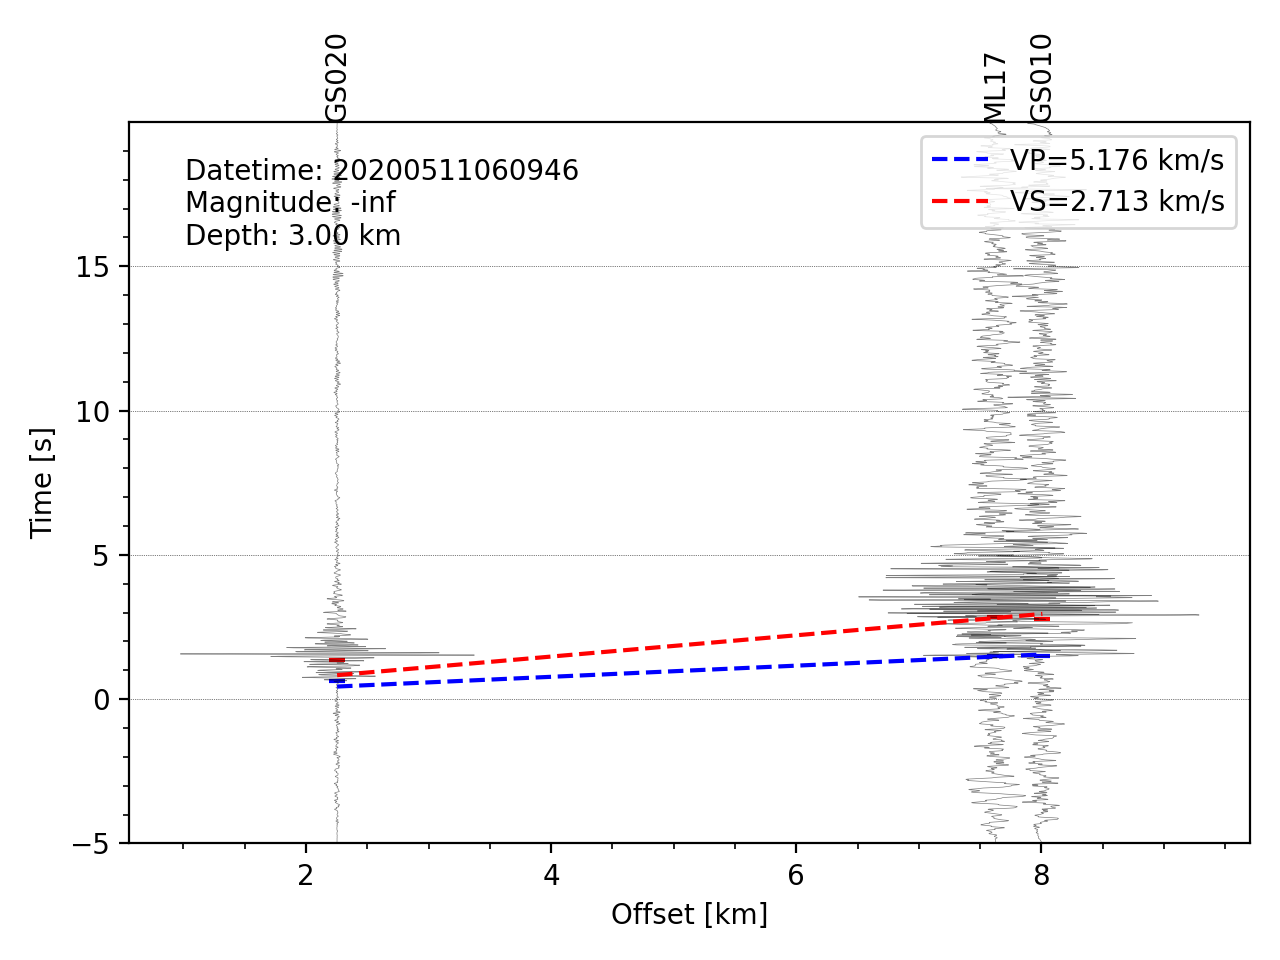 GS020
ML17
GS010
Datetime: 20200511060946
Magnitude: -inf
Depth: 3.00 km
VP=5.176 km/s
VS=2.713 km/s
15
10
5
0
−5
Time [s]
2
4
6
8
Offset [km]